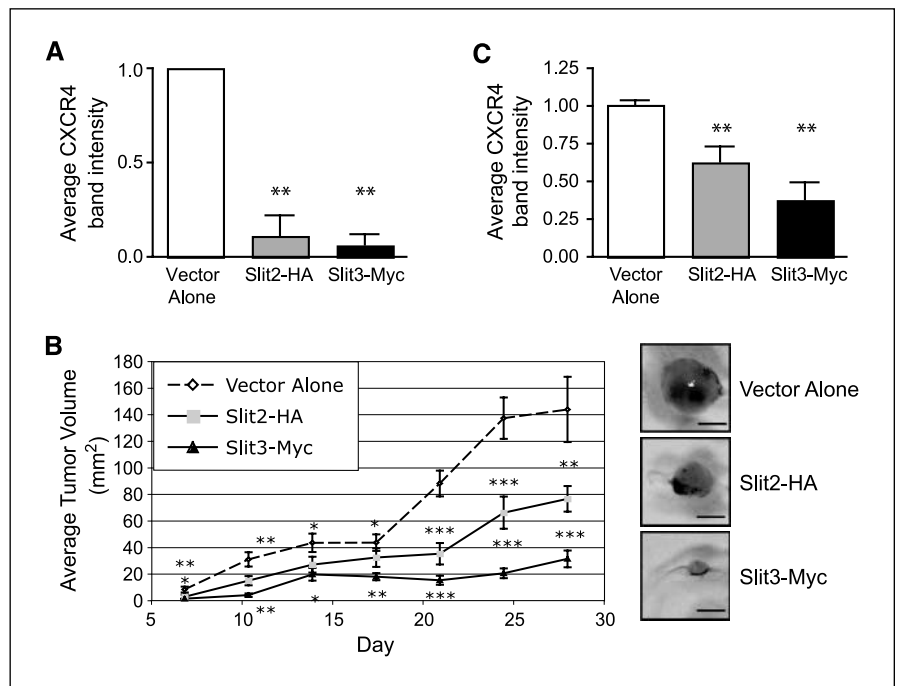 A
Average CXCR4
band intensity
1.0
0.5
0.0
**
**
Vector
Alone
Slit2-HA
Slit3-Myc
C
Average CXCR4
band intensity
1.25
1.00
0.75
0.50
0.25
0.00
**
**
Vector
Alone
Slit2-HA
Slit3-Myc
B
Average Tumor Volume
(mm²)
180
160
140
120
100
80
60
40
20
0
Vector Alone
Slit2-HA
Slit3-Myc
**
*
**
**
*
*
*
**
***
***
***
***
**
***
5
10
15
20
25
30
Day
Vector Alone
Slit2-HA
Slit3-Myc